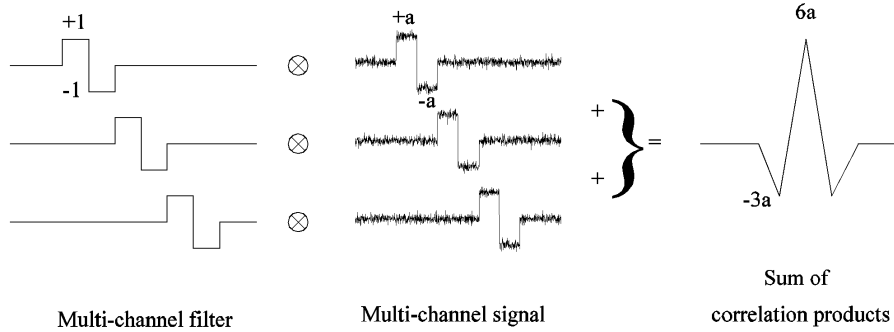 +1
-1
+a
-a
+
+
=
6a
-3a
Multi-channel filter
Multi-channel signal
Sum of
correlation products